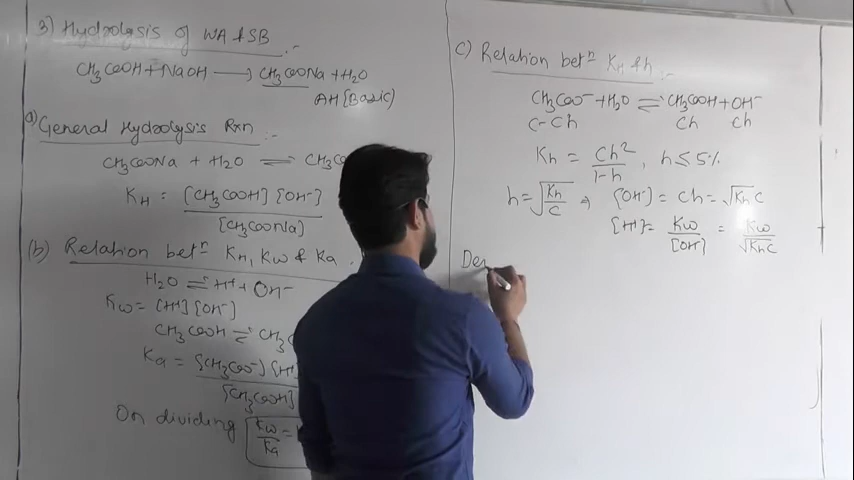 3) Hydrolysis of WA & SB :-
CH3COOH + NaOH → CH3COONa + H2O
AH (Basic)
a) General Hydrolysis Rxn :-
CH3COONa + H2O ⇌ CH3CO
KH = [CH3COOH] [OH-] / [CH3COONa]
(b) Relation betn KH, Kw & Ka .
H2O ⇌ H+ + OH-
Kw = [H+] [OH-]
CH3COOH ⇌ CH3
Ka = [CH3COO-] [H+] / [CH3COOH]
On dividing Kw/Ka =
c) Relation betn KH & h :-
CH3COO- + H2O ⇌ CH3COOH + OH-
C-Ch Ch Ch
Kh = Ch²/1-h , h ≤ 5%
h = √Kh/C ⇒ [OH-] = Ch = √Kh C
[H+] = Kw/[OH-] = Kw/√KhC
Deg